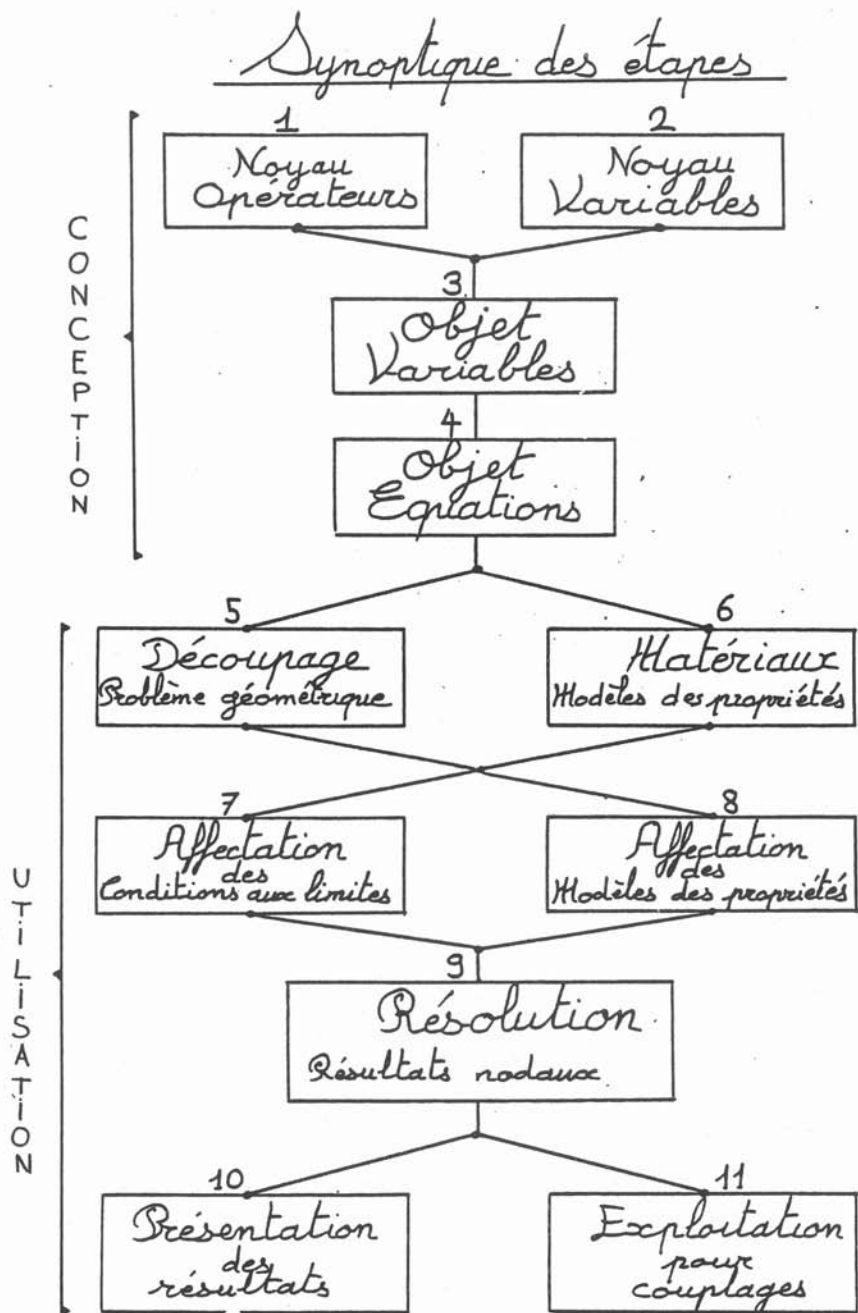 Synoptique des étapes
CONCEPTION
1
Noyau
Opérateurs
2
Noyau
Variables
3
Objet
Variables
4
Objet
Equations
UTILISATION
5
Découpage
Problème géométrique
6
Matériaux
Modèles des propriétés
7
Affectation
des
Conditions aux limites
8
Affectation
des
Modèles des propriétés
9
Résolution
Résultats nodaux
10
Présentation
des
résultats
11
Exploitation
pour
couplages